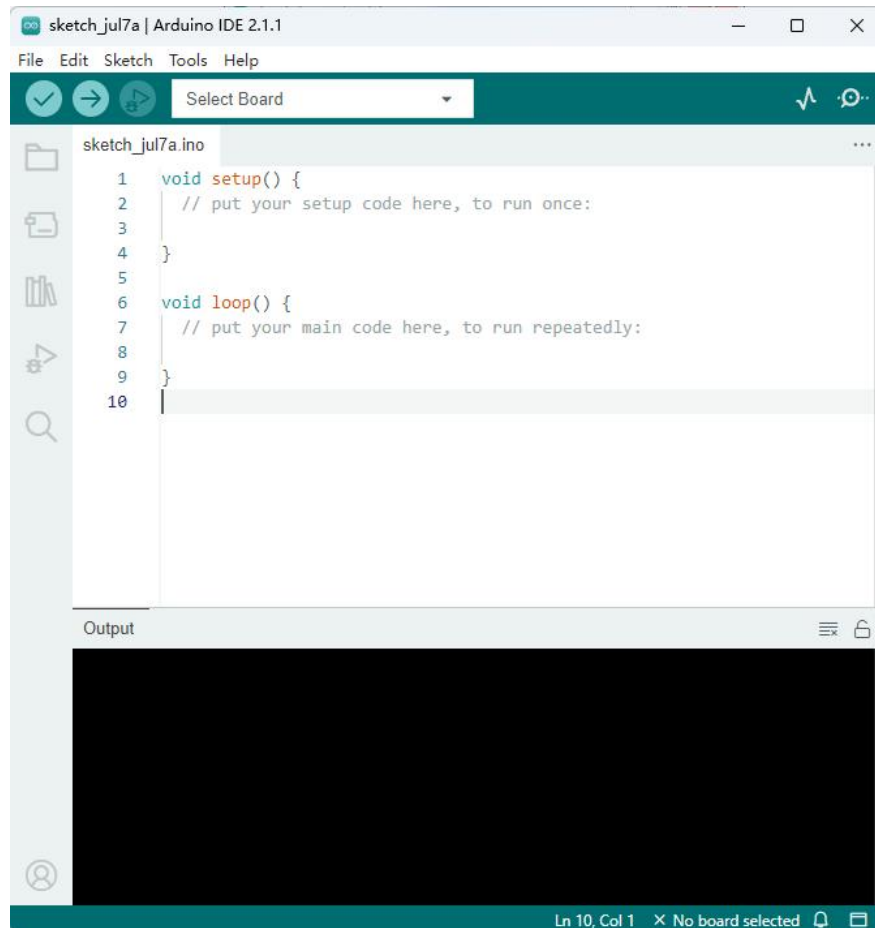 sketch_jul7a | Arduino IDE 2.1.1
File Edit Sketch Tools Help
Select Board
sketch_jul7a.ino
1 void setup() {
2 // put your setup code here, to run once:
3
4 }
5
6 void loop() {
7 // put your main code here, to run repeatedly:
8
9 }
10
Output
Ln 10, Col 1 × No board selected